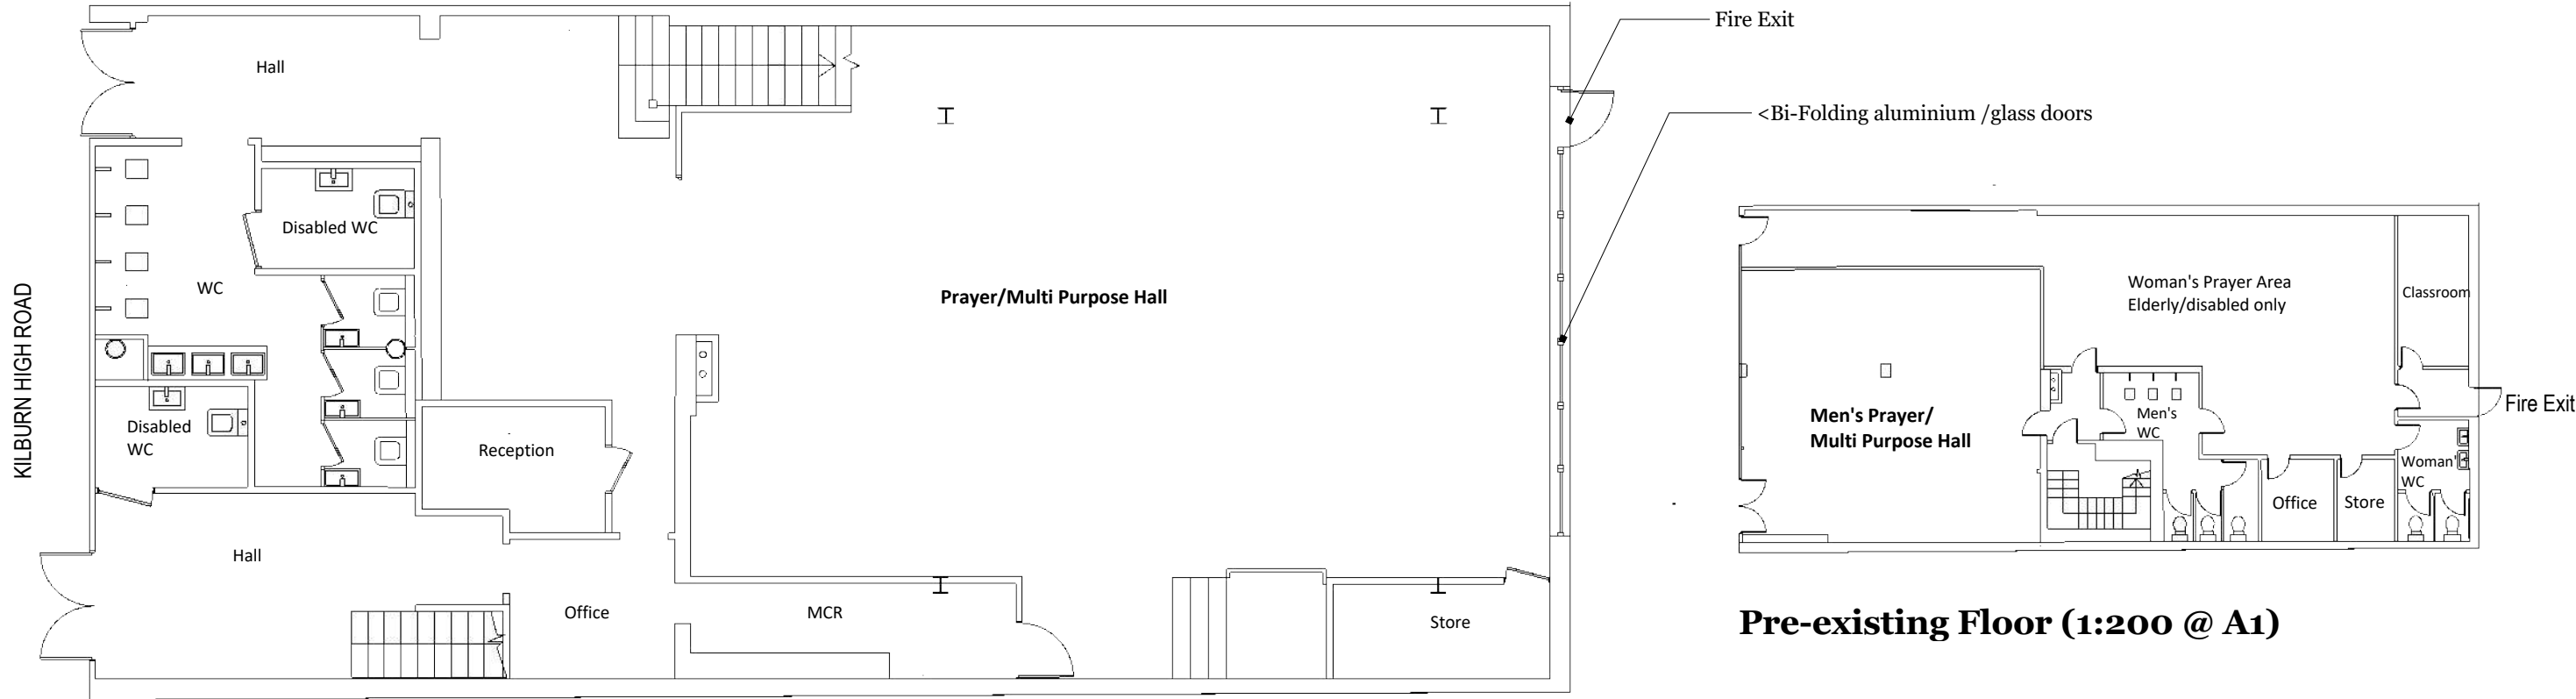 Fire Exit
Hall
<Bi-Folding aluminium /glass doors
Disabled WC
WC
KILBURN HIGH ROAD
Prayer/Multi Purpose Hall
Disabled
WC
Reception
Hall
Office
MCR
Store
Woman's Prayer Area
Elderly/disabled only
Classroom
Men's Prayer/
Multi Purpose Hall
Men's
WC
Fire Exit
Woman'
WC
Office
Store
Pre-existing Floor (1:200 @ A1)